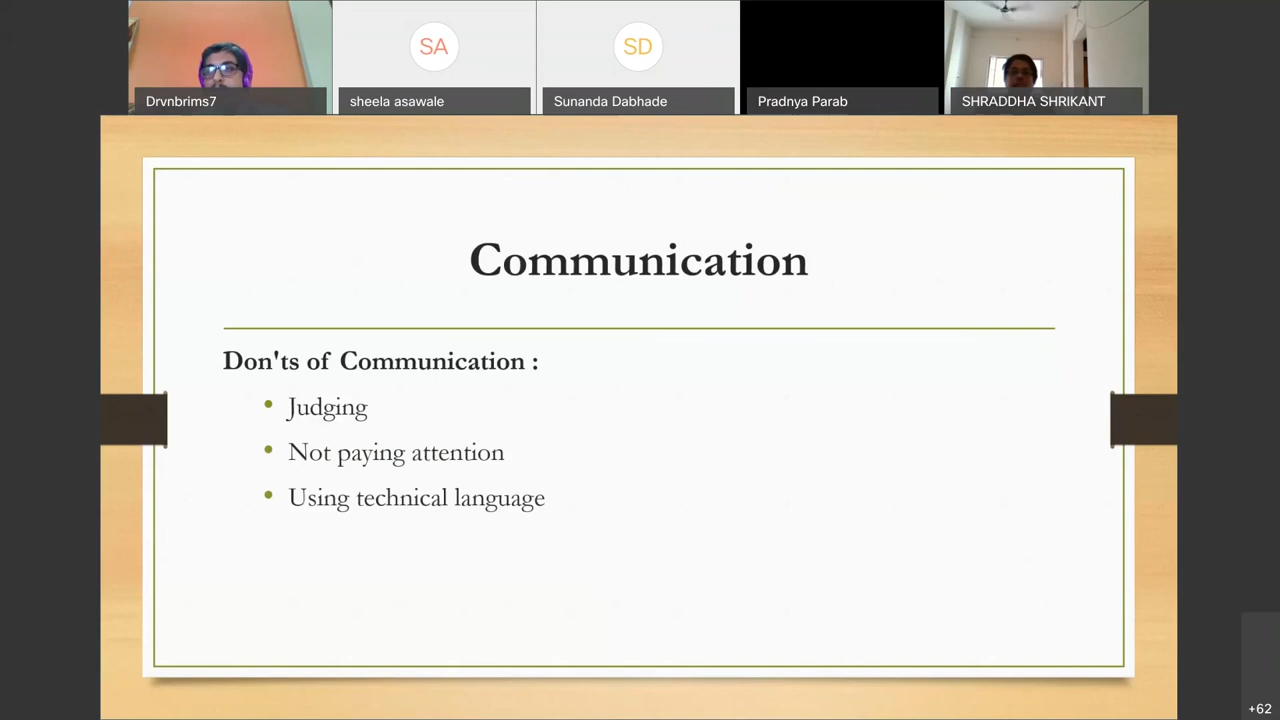 SA
SD
Drvnbrims7
sheela asawale
Sunanda Dabhade
Pradnya Parab
SHRADDHA SHRIKANT
Communication
Don'ts of Communication :
• Judging
• Not paying attention
• Using technical language
+62